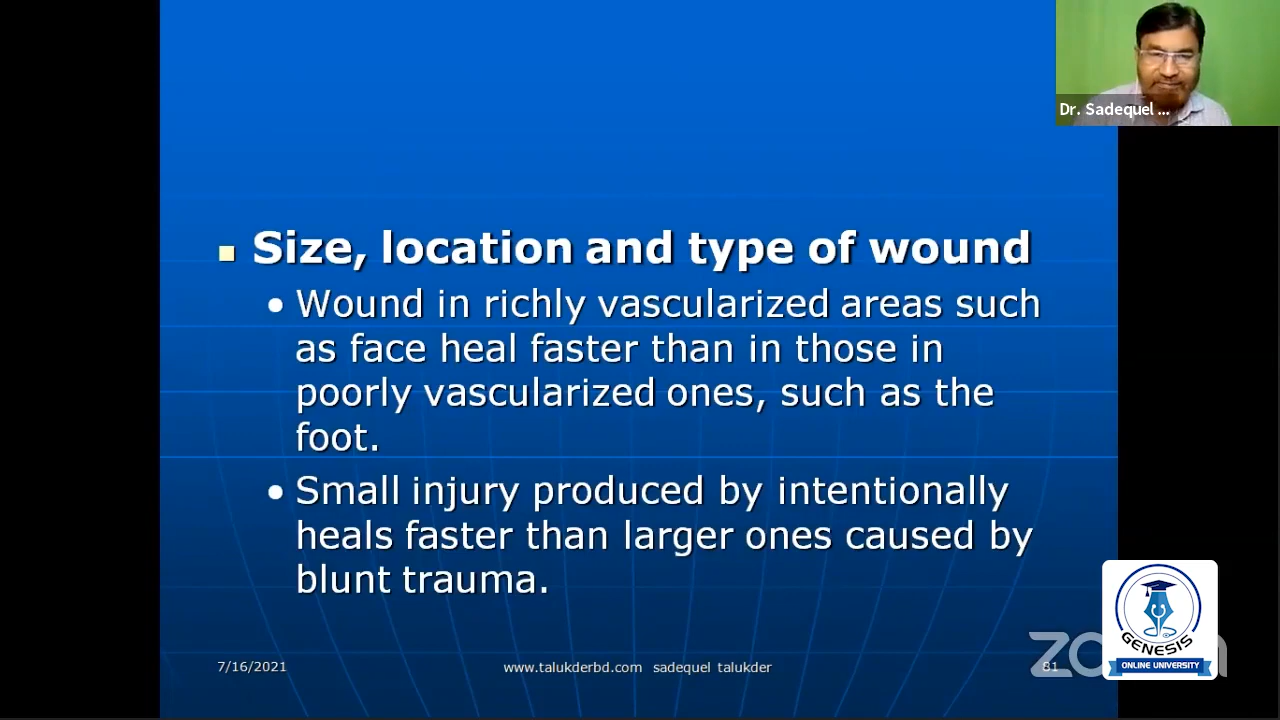 Dr. Sadequel ...
Size, location and type of wound
Wound in richly vascularized areas such
as face heal faster than in those in
poorly vascularized ones, such as the
foot.
Small injury produced by intentionally
heals faster than larger ones caused by
blunt trauma.
7/16/2021
www.talukderbd.com sadequel talukder
81
zoom
GENESIS
ONLINE UNIVERSITY